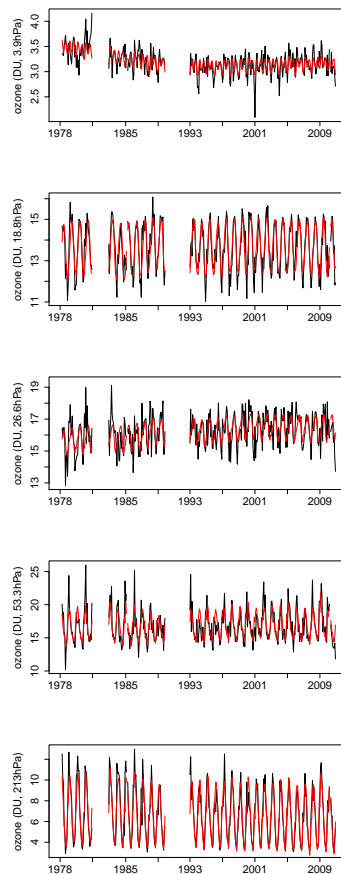 ozone (DU, 3.9hPa)
2.5 3.0 3.5 4.0
1978 1985 1993 2001 2009
ozone (DU, 18.8hPa)
11 13 15
1978 1985 1993 2001 2009
ozone (DU, 26.6hPa)
13 15 16 17 19
1978 1985 1993 2001 2009
ozone (DU, 53.3hPa)
10 15 20 25
1978 1985 1993 2001 2009
ozone (DU, 213hPa)
4 6 8 10
1978 1985 1993 2001 2009